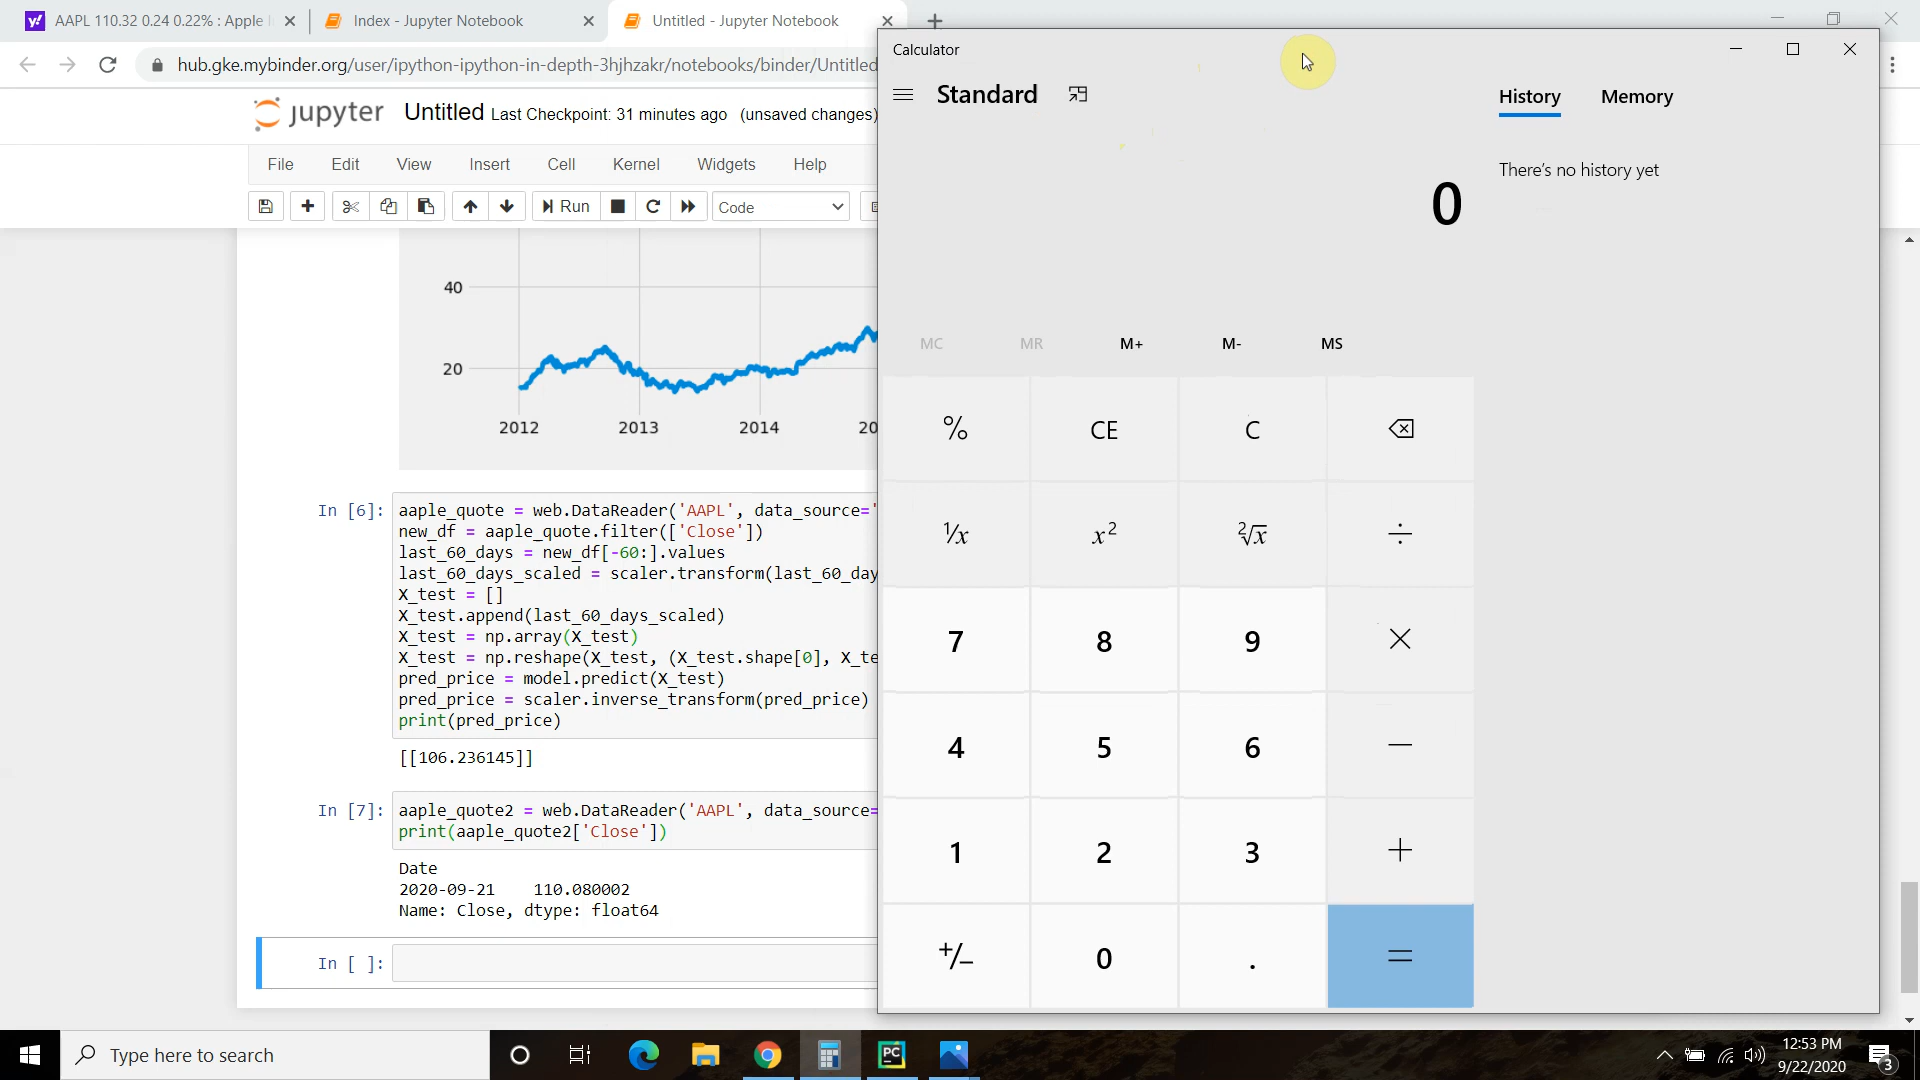 AAPL 110.32 0.24 0.22% : Apple
Index - Jupyter Notebook
Untitled - Jupyter Notebook
hub.gke.mybinder.org/user/ipython-ipython-in-depth-3hjhzakr/notebooks/binder/Untitled
jupyter
Untitled Last Checkpoint: 31 minutes ago (unsaved changes)
File Edit View Insert Cell Kernel Widgets Help
Run
Code
40
20
2012 2013 2014 20
In [6]:
aaple_quote = web.DataReader('AAPL', data_source='
new_df = aaple_quote.filter(['Close'])
last_60_days = new_df[-60:].values
last_60_days_scaled = scaler.transform(last_60_day
X_test = []
X_test.append(last_60_days_scaled)
X_test = np.array(X_test)
X_test = np.reshape(X_test, (X_test.shape[0], X_te
pred_price = model.predict(X_test)
pred_price = scaler.inverse_transform(pred_price)
print(pred_price)
[[106.236145]]
In [7]:
aaple_quote2 = web.DataReader('AAPL', data_source=
print(aaple_quote2['Close'])
Date
2020-09-21 110.080002
Name: Close, dtype: float64
In [ ]:
Calculator
Standard
History Memory
There's no history yet
0
MC MR M+ M- MS
% CE C
1/x x² ²√x ÷
7 8 9 ×
4 5 6 −
1 2 3 +
+/− 0 . =
Type here to search
PC
12:53 PM
9/22/2020
3